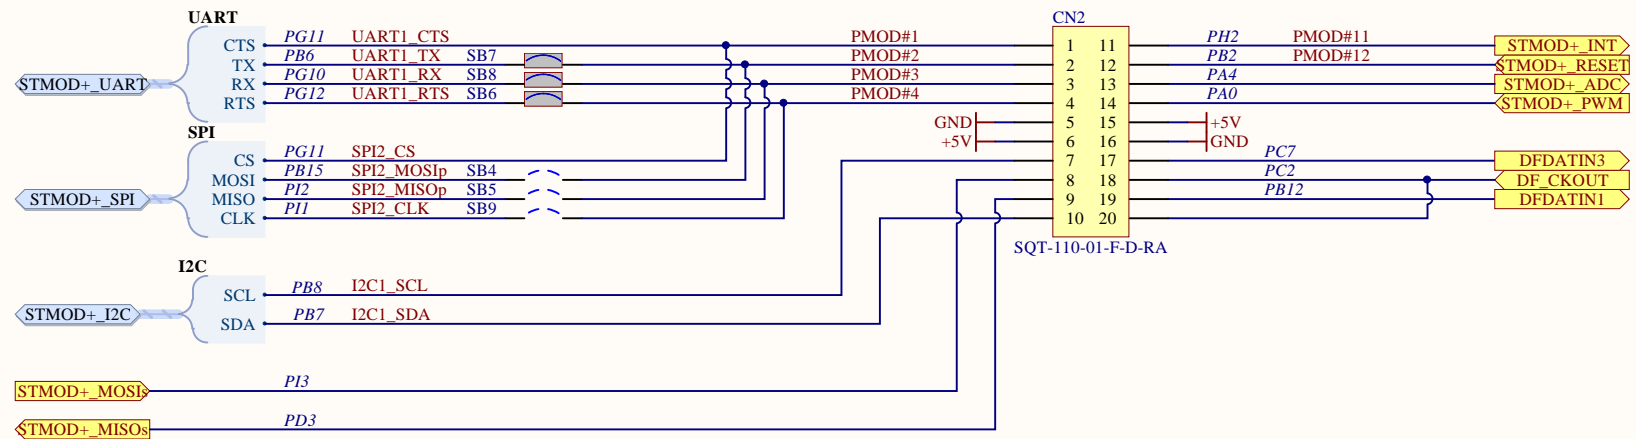 UART CN2
CTS PG11 UART1_CTS PMOD#1 1 11 PH2 PMOD#11 STMOD+_INT
TX PB6 UART1_TX SB7 PMOD#2 2 12 PB2 PMOD#12 STMOD+_RESET
STMOD+_UART RX PG10 UART1_RX SB8 PMOD#3 3 13 PA4 STMOD+_ADC
RTS PG12 UART1_RTS SB6 PMOD#4 4 14 PA0 STMOD+_PWM
GND 5 15 +5V
SPI +5V 6 16 GND
CS PG11 SPI2_CS 7 17 PC7 DFDATIN3
MOSI PB15 SPI2_MOSIp SB4 8 18 PC2 DF_CKOUT
STMOD+_SPI MISO PI2 SPI2_MISOp SB5 9 19 PB12 DFDATIN1
CLK PI1 SPI2_CLK SB9 10 20
SQT-110-01-F-D-RA
I2C
SCL PB8 I2C1_SCL
STMOD+_I2C
SDA PB7 I2C1_SDA
STMOD+_MOSIs PI3
STMOD+_MISOs PD3